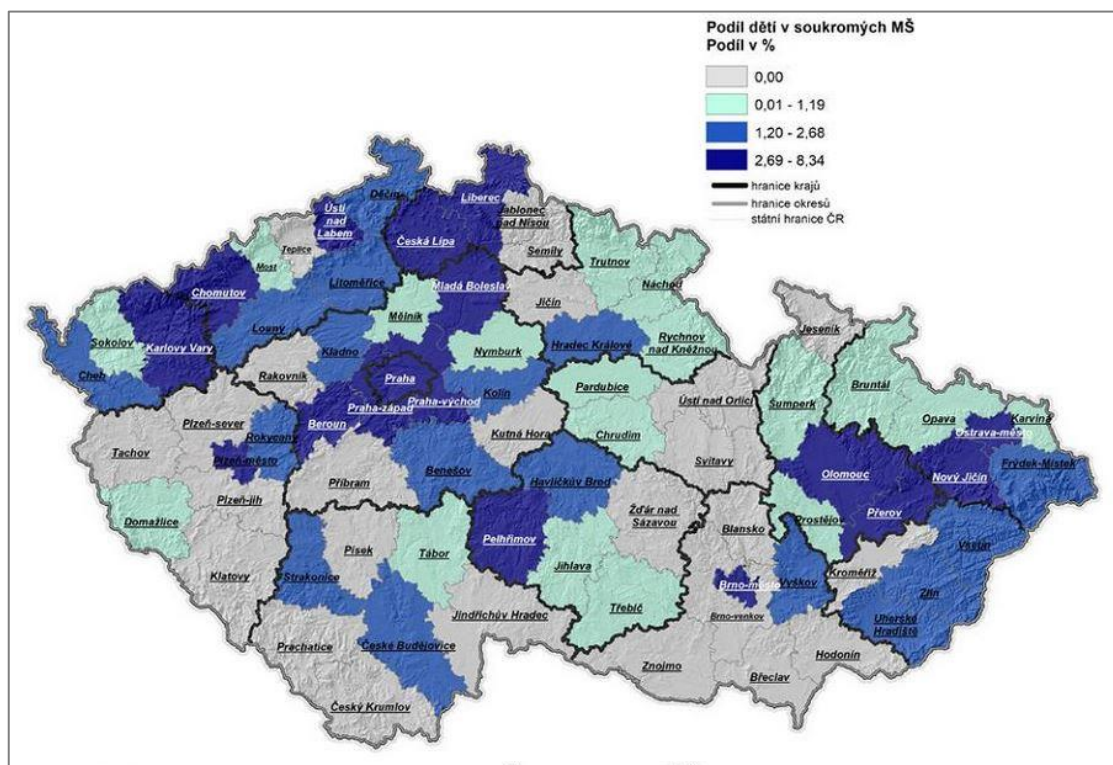 Podíl dětí v soukromých MŠ
Podíl v %
0,00
0,01 - 1,19
1,20 - 2,68
2,69 - 8,34
hranice krajů
hranice okresů
státní hranice ČR
Děčín
Liberec
Ústí
nad
Labem
Jablonec
nad Nisou
Česká Lípa
Teplice
Semily
Most
Trutnov
Chomutov
Litoměřice
Mladá Boleslav
Náchod
Jičín
Mělník
Louny
Jeseník
Sokolov
Karlovy Vary
Kladno
Nymburk
Hradec Králové
Rychnov
nad Kněžnou
Cheb
Rakovník
Praha
Bruntál
Pardubice
Kolín
Šumperk
Ústí nad Orlicí
Praha-západ
Praha-východ
Opava
Karviná
Plzeň-sever
Beroun
Ostrava-město
Rokycany
Kutná Hora
Chrudim
Tachov
Svitavy
Plzeň-město
Benešov
Olomouc
Nový Jičín
Frýdek-Místek
Příbram
Havlíčkův Brod
Plzeň-jih
Domažlice
Žďár nad
Sázavou
Přerov
Prostějov
Blansko
Pelhřimov
Písek
Tábor
Vsetín
Klatovy
Jihlava
Kroměříž
Strakonice
Brno-město
Vyškov
Zlín
Třebíč
Jindřichův Hradec
Brno-venkov
Uherské
Hradiště
Prachatice
České Budějovice
Hodonín
Znojmo
Břeclav
Český Krumlov